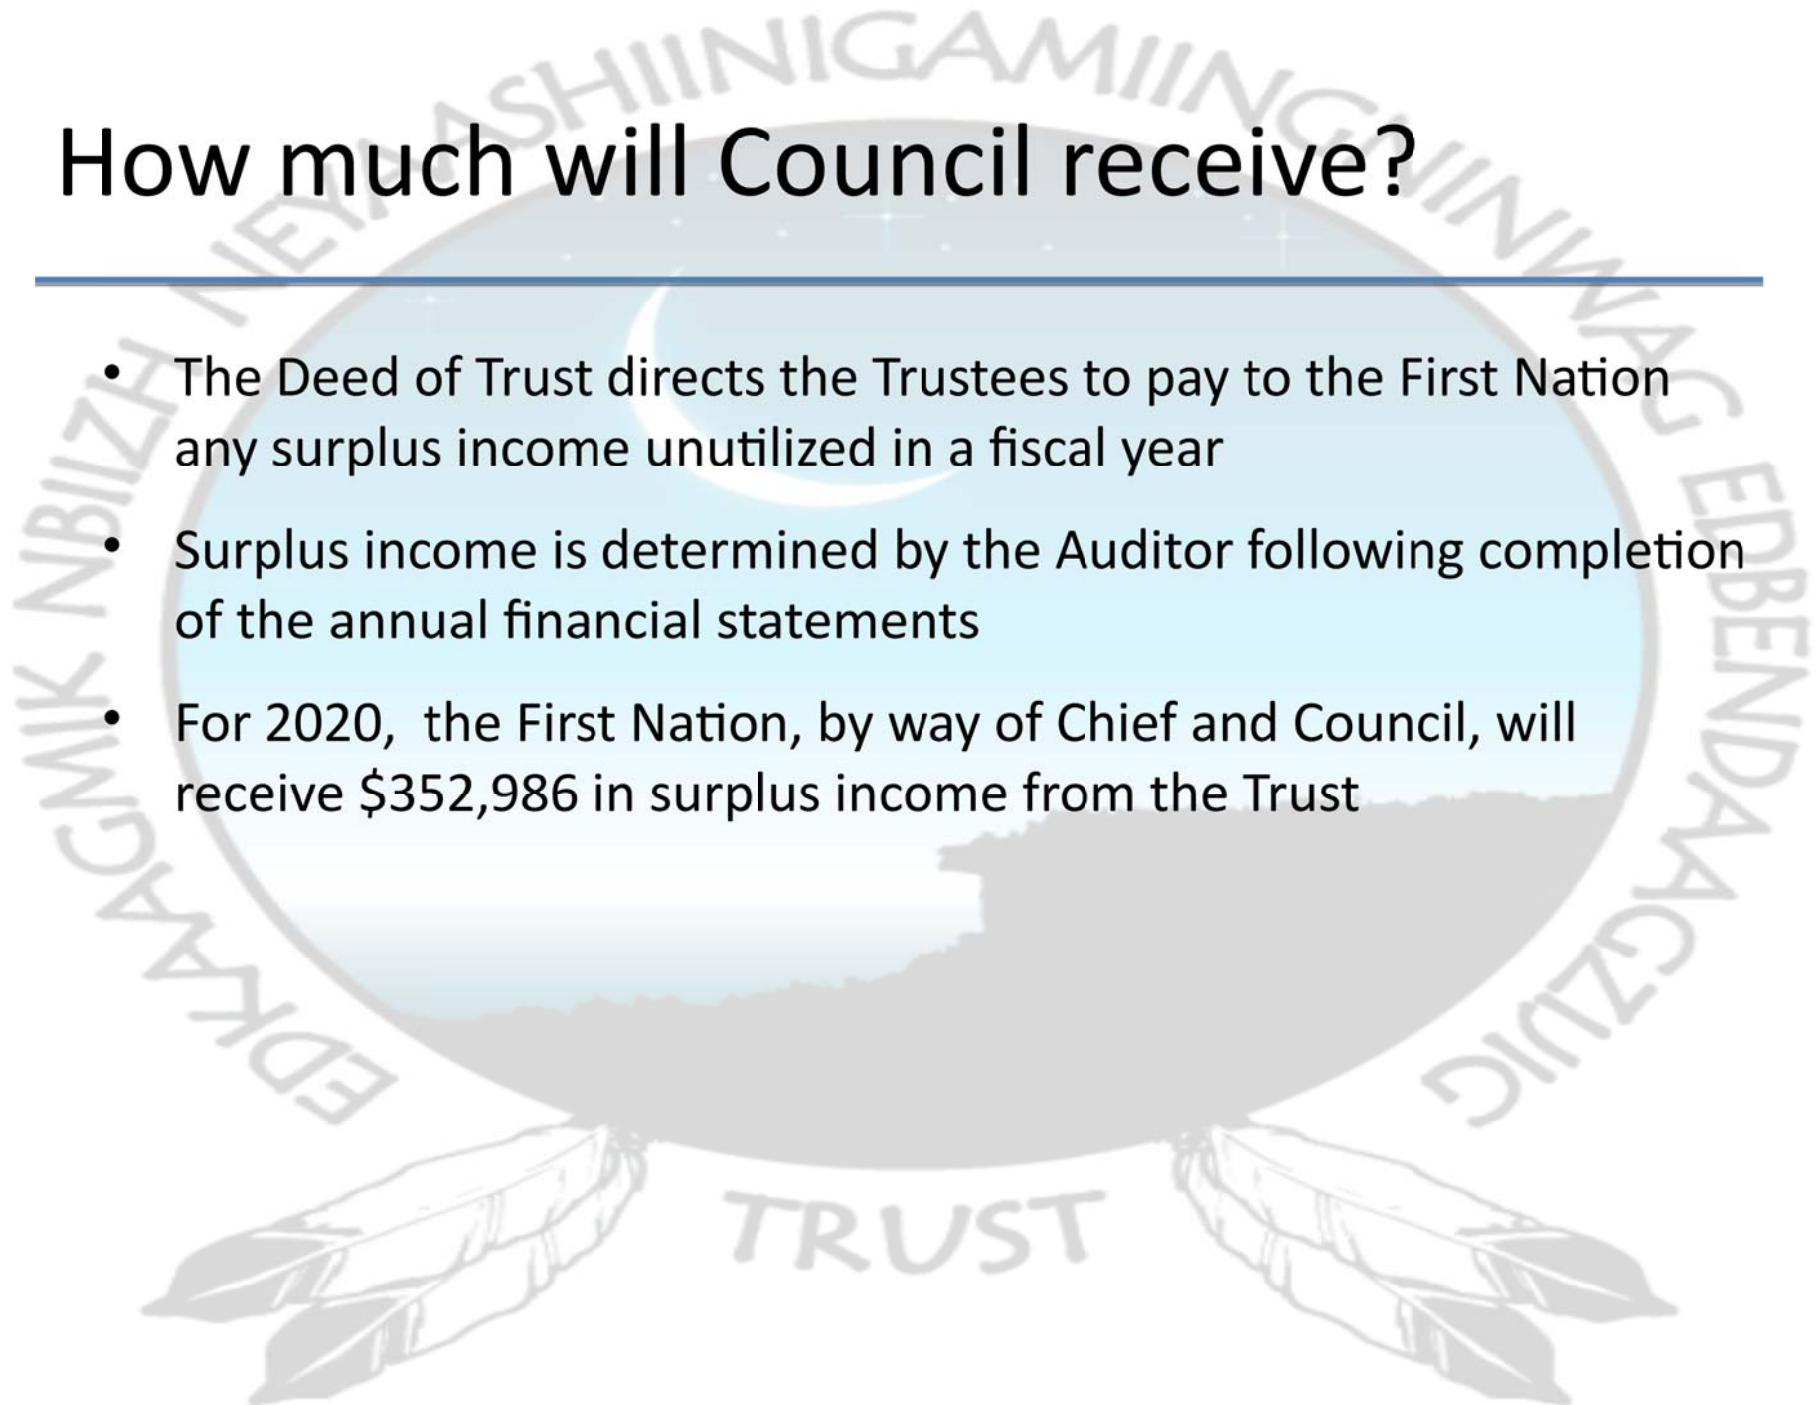 How much will Council receive?
• The Deed of Trust directs the Trustees to pay to the First Nation
any surplus income unutilized in a fiscal year
• Surplus income is determined by the Auditor following completion
of the annual financial statements
• For 2020,  the First Nation, by way of Chief and Council, will
receive $352,986 in surplus income from the Trust
TRUST